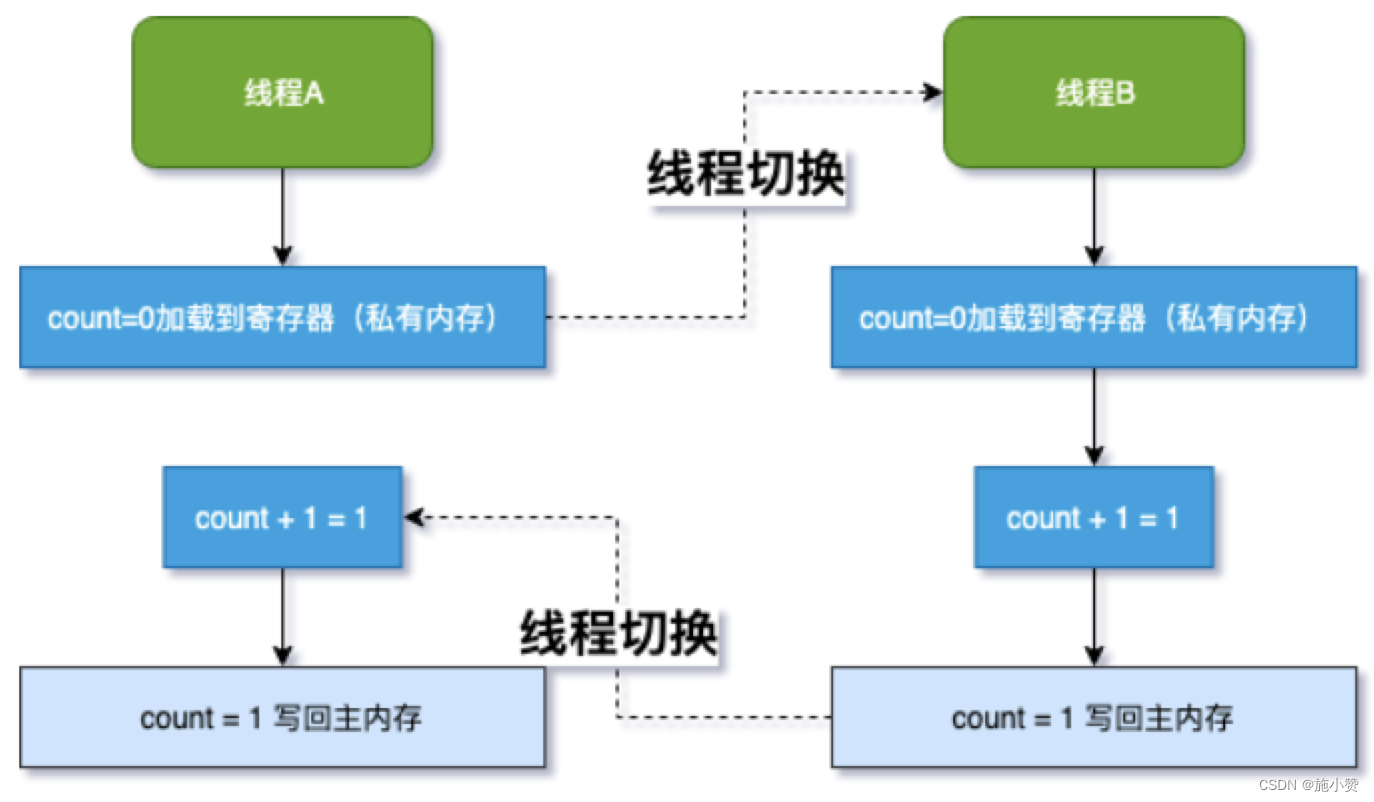 线程A
线程B
线程切换
count=0加载到寄存器（私有内存）
count=0加载到寄存器（私有内存）
count + 1 = 1
count + 1 = 1
线程切换
count = 1 写回主内存
count = 1 写回主内存
CSDN @施小赞